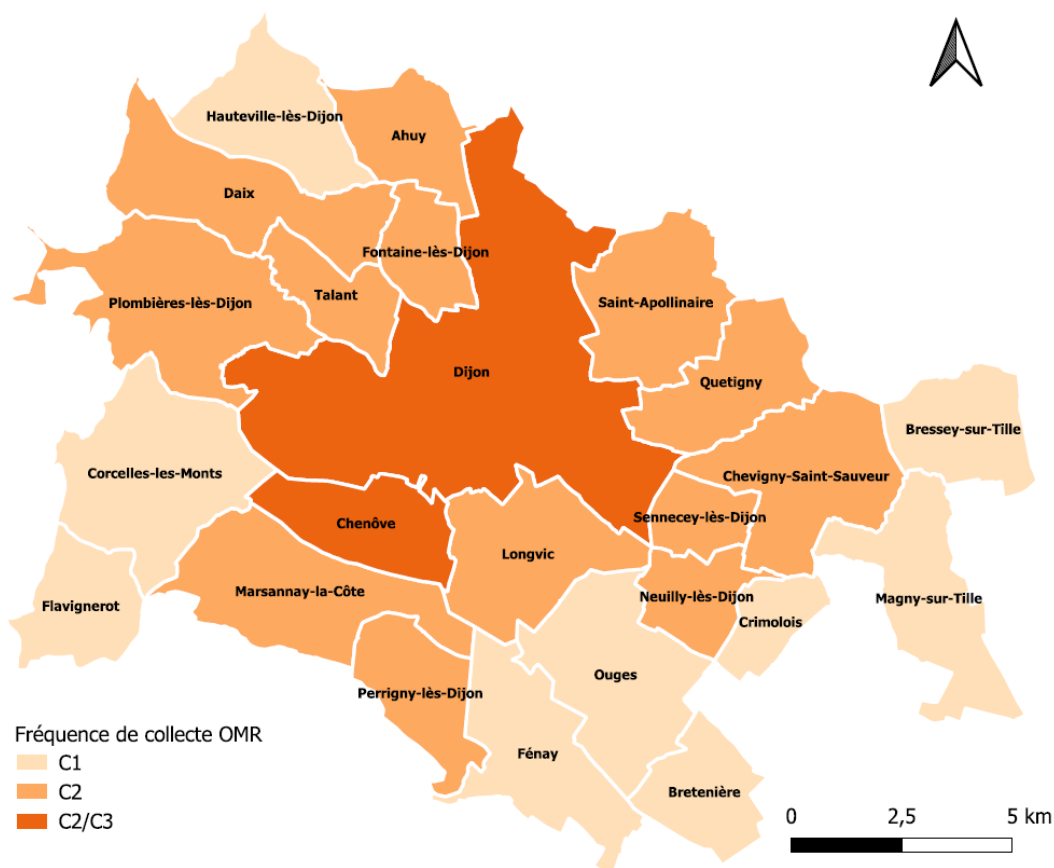 Hauteville-lès-Dijon
Ahuy
Daix
Fontaine-lès-Dijon
Talant
Plombières-lès-Dijon
Saint-Apollinaire
Dijon
Quetigny
Bressey-sur-Tille
Corcelles-les-Monts
Chevigny-Saint-Sauveur
Chenôve
Sennecey-lès-Dijon
Longvic
Marsannay-la-Côte
Neuilly-lès-Dijon
Magny-sur-Tille
Flavignerot
Crimolois
Ouges
Perrigny-lès-Dijon
Fénay
Bretenière
Fréquence de collecte OMR
C1
C2
C2/C3
0 2,5 5 km